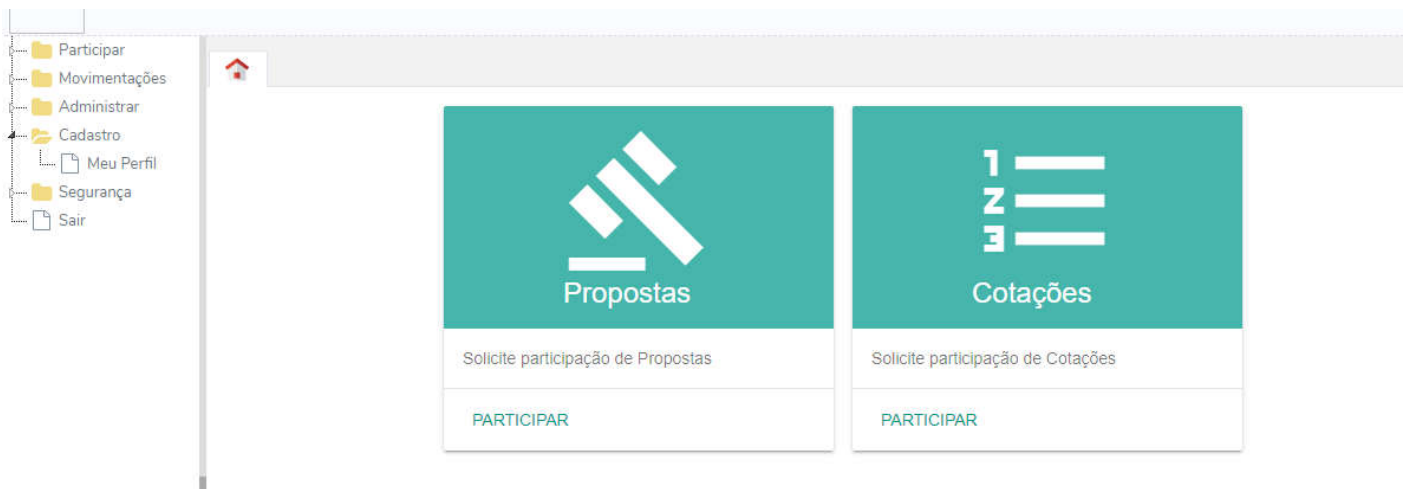 Participar
Movimentações
Administrar
Cadastro
Meu Perfil
Segurança
Sair
1
2
3
Propostas
Cotações
Solicite participação de Propostas
Solicite participação de Cotações
PARTICIPAR
PARTICIPAR